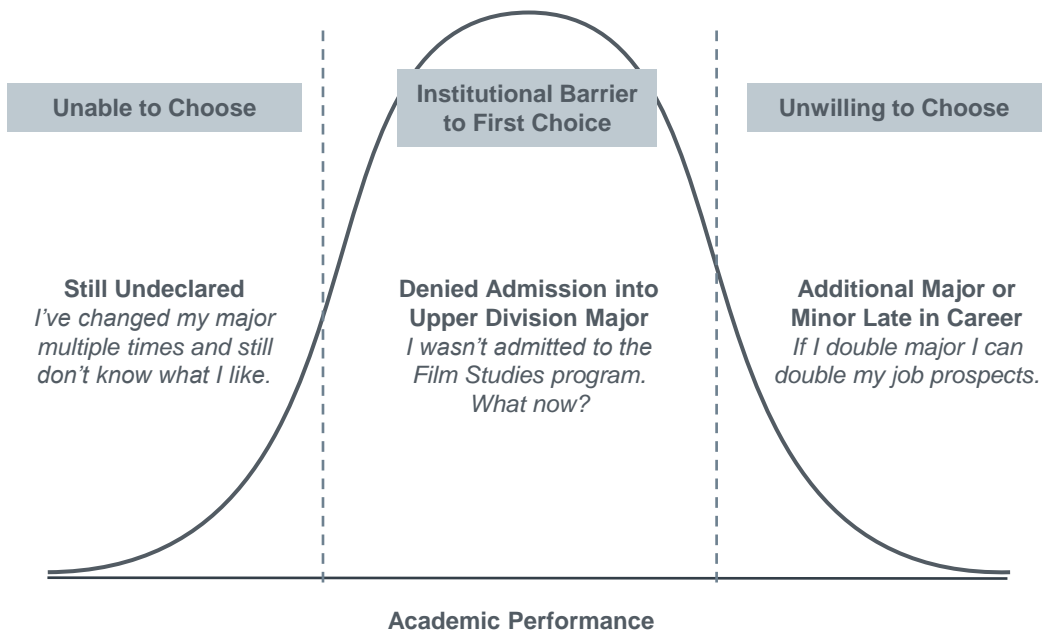 Unable to Choose
Institutional Barrier
to First Choice
Unwilling to Choose
Still Undeclared
I’ve changed my major
multiple times and still
don’t know what I like.
Denied Admission into
Upper Division Major
I wasn’t admitted to the
Film Studies program.
What now?
Additional Major or
Minor Late in Career
If I double major I can
double my job prospects.
Academic Performance